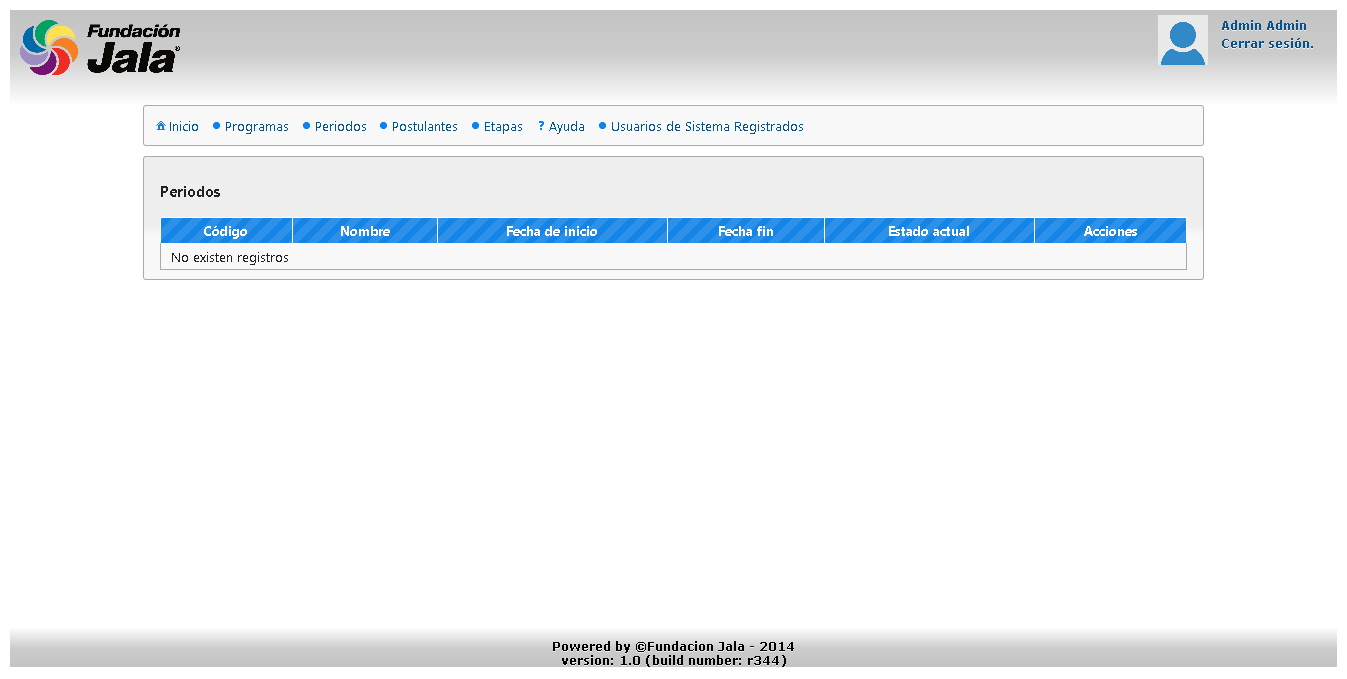 Fundación
Jala®
Admin Admin
Cerrar sesión.
Inicio Programas Periodos Postulantes Etapas ? Ayuda Usuarios de Sistema Registrados
Periodos
Código Nombre Fecha de inicio Fecha fin Estado actual Acciones
No existen registros
Powered by ©Fundacion Jala - 2014
version: 1.0 (build number: r344)